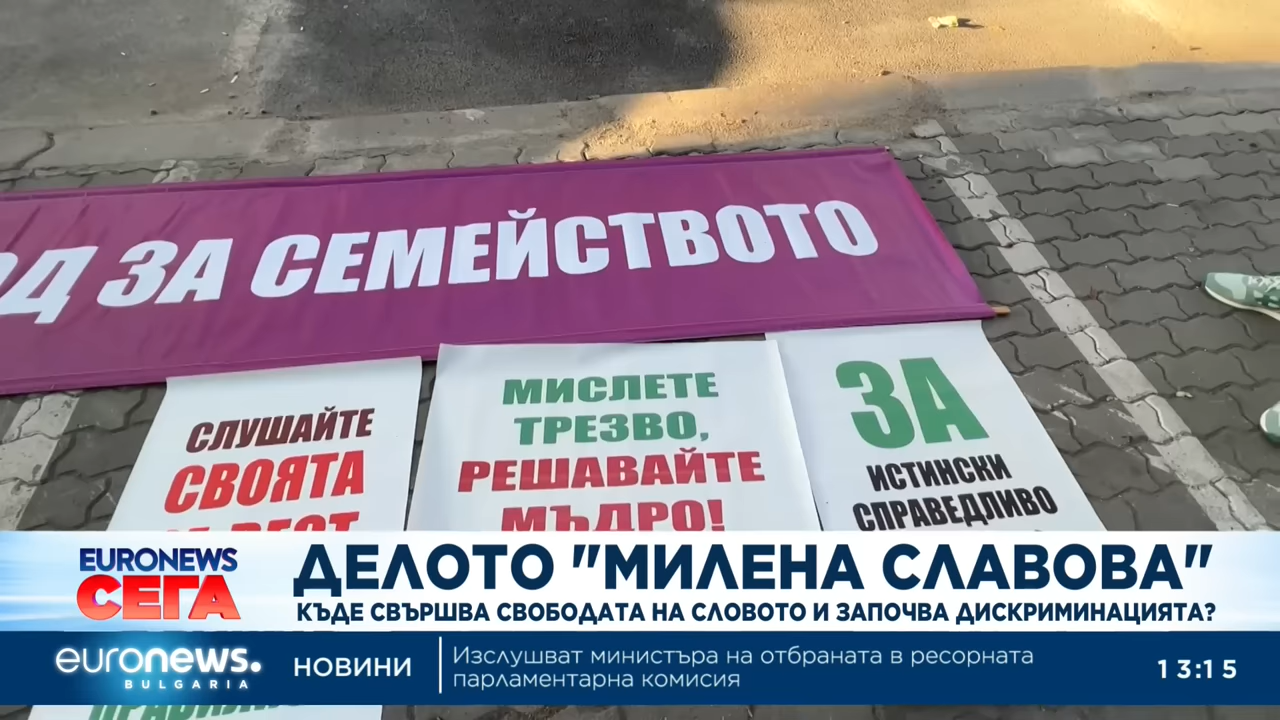 ОД ЗА СЕМЕЙСТВОТО
СЛУШАЙТЕ
СВОЯТА
МИСЛЕТЕ
ТРЕЗВО,
РЕШАВАЙТЕ
МЪДРО!
ЗА
ИСТИНСКИ
СПРАВЕДЛИВО
EURONEWS
СЕГА
ДЕЛОТО "МИЛЕНА СЛАВОВА"
КЪДЕ СВЪРШВА СВОБОДАТА НА СЛОВОТО И ЗАПОЧВА ДИСКРИМИНАЦИЯТА?
euronews.
BULGARIA
НОВИНИ
Изслушват министъра на отбраната в ресорната
парламентарна комисия
13:15